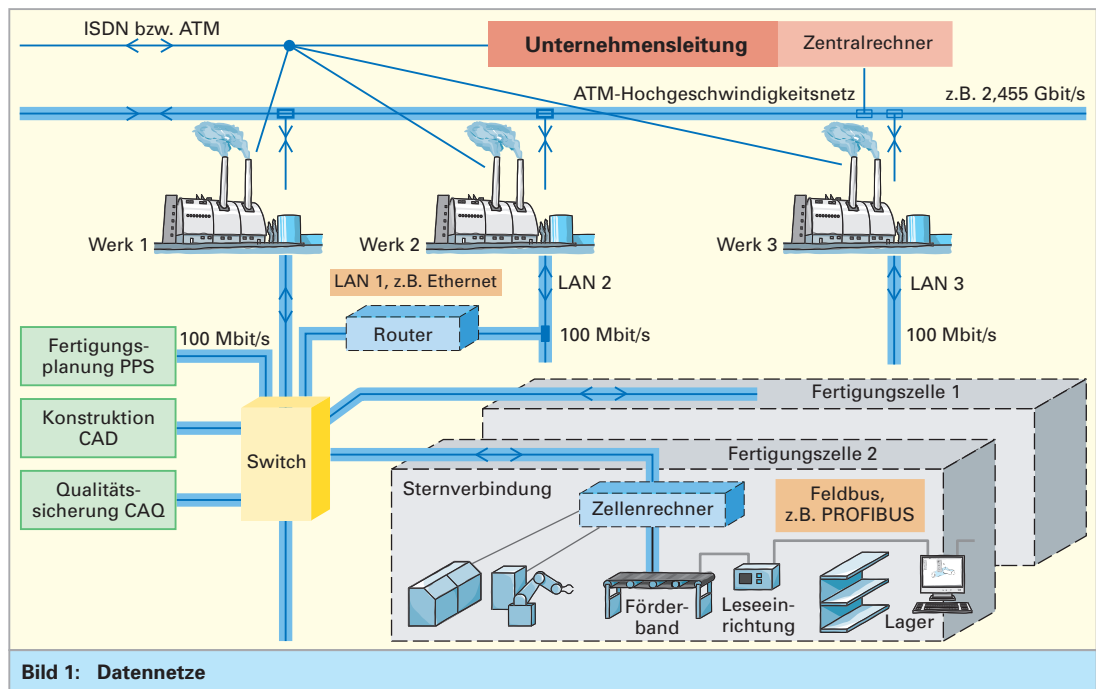 ISDN bzw. ATM
Unternehmensleitung
Zentralrechner
ATM-Hochgeschwindigkeitsnetz
z.B. 2,455 Gbit/s
Werk 1
Werk 2
Werk 3
LAN 1, z.B. Ethernet
LAN 2
LAN 3
Router
100 Mbit/s
100 Mbit/s
100 Mbit/s
Fertigungs-
planung PPS
Konstruktion
CAD
Qualitäts-
sicherung CAQ
Switch
Fertigungszelle 1
Fertigungszelle 2
Sternverbindung
Zellenrechner
Feldbus,
z.B. PROFIBUS
Förder-
band
Leseein-
richtung
Lager
Bild 1: Datennetze